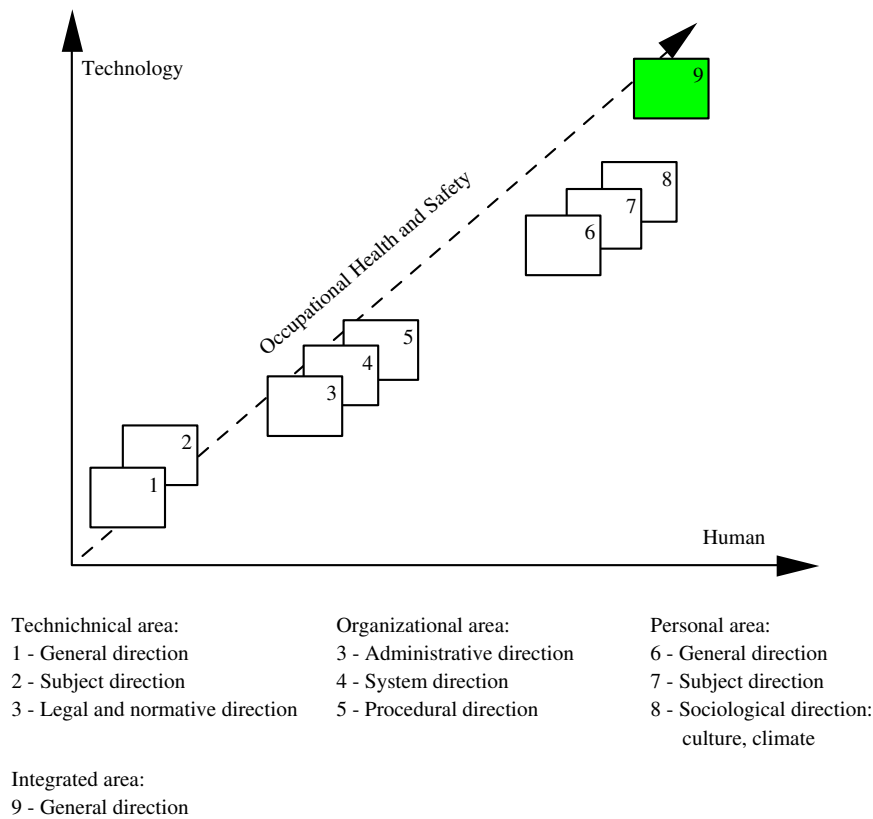 Technology
9
Occupational Health and Safety
8
7
6
5
4
3
2
1
Human
Technichnical area:
1 - General direction
2 - Subject direction
3 - Legal and normative direction
Organizational area:
3 - Administrative direction
4 - System direction
5 - Procedural direction
Personal area:
6 - General direction
7 - Subject direction
8 - Sociological direction:
culture, climate
Integrated area:
9 - General direction